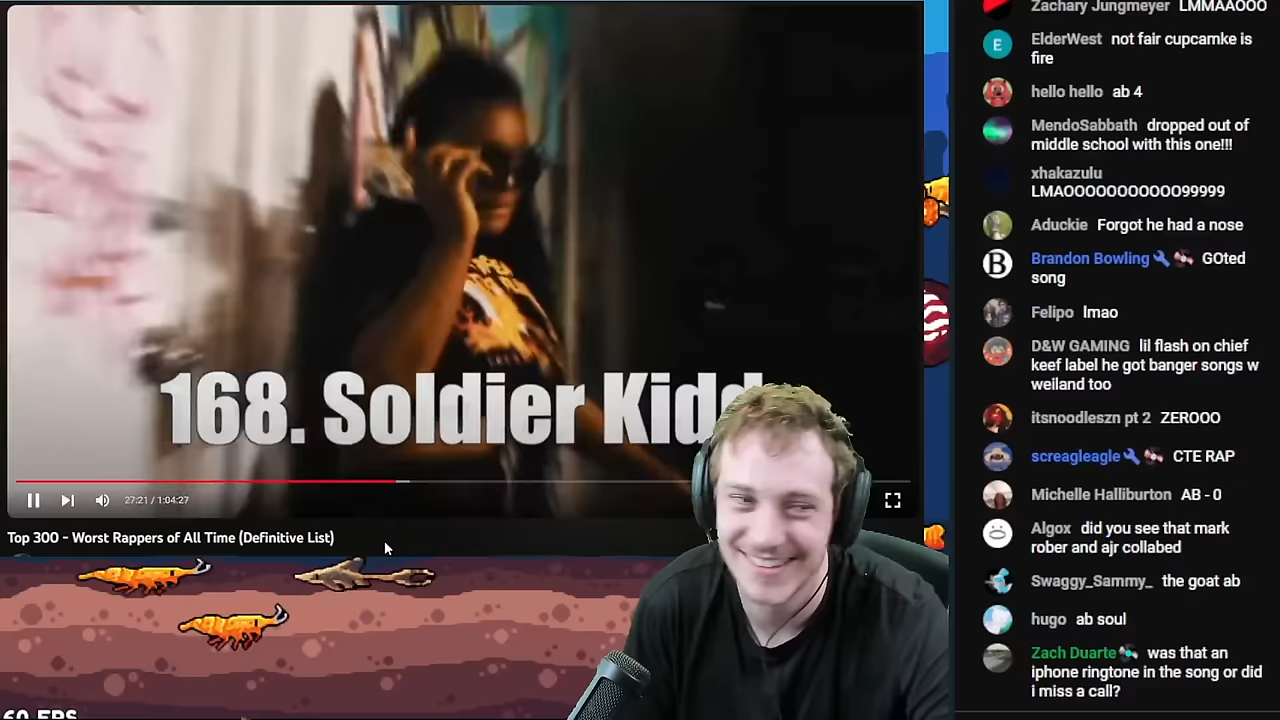 168. Soldier Kidd
27:21 / 1:04:27
Top 300 - Worst Rappers of All Time (Definitive List)
60 FPS
Zachary Jungmeyer LMMAAOOO
E
ElderWest not fair cupcamke is
fire
hello hello ab 4
MendoSabbath dropped out of
middle school with this one!!!
xhakazulu
LMAOOOOOOOOOOO99999
Aduckie Forgot he had a nose
B
Brandon Bowling GOted
song
Felipo lmao
D&W GAMING lil flash on chief
keef label he got banger songs w
weiland too
itsnoodleszn pt 2 ZEROOO
screagleagle CTE RAP
Michelle Halliburton AB - 0
Algox did you see that mark
rober and ajr collabed
Swaggy_Sammy_ the goat ab
hugo ab soul
Zach Duarte was that an
iphone ringtone in the song or did
i miss a call?